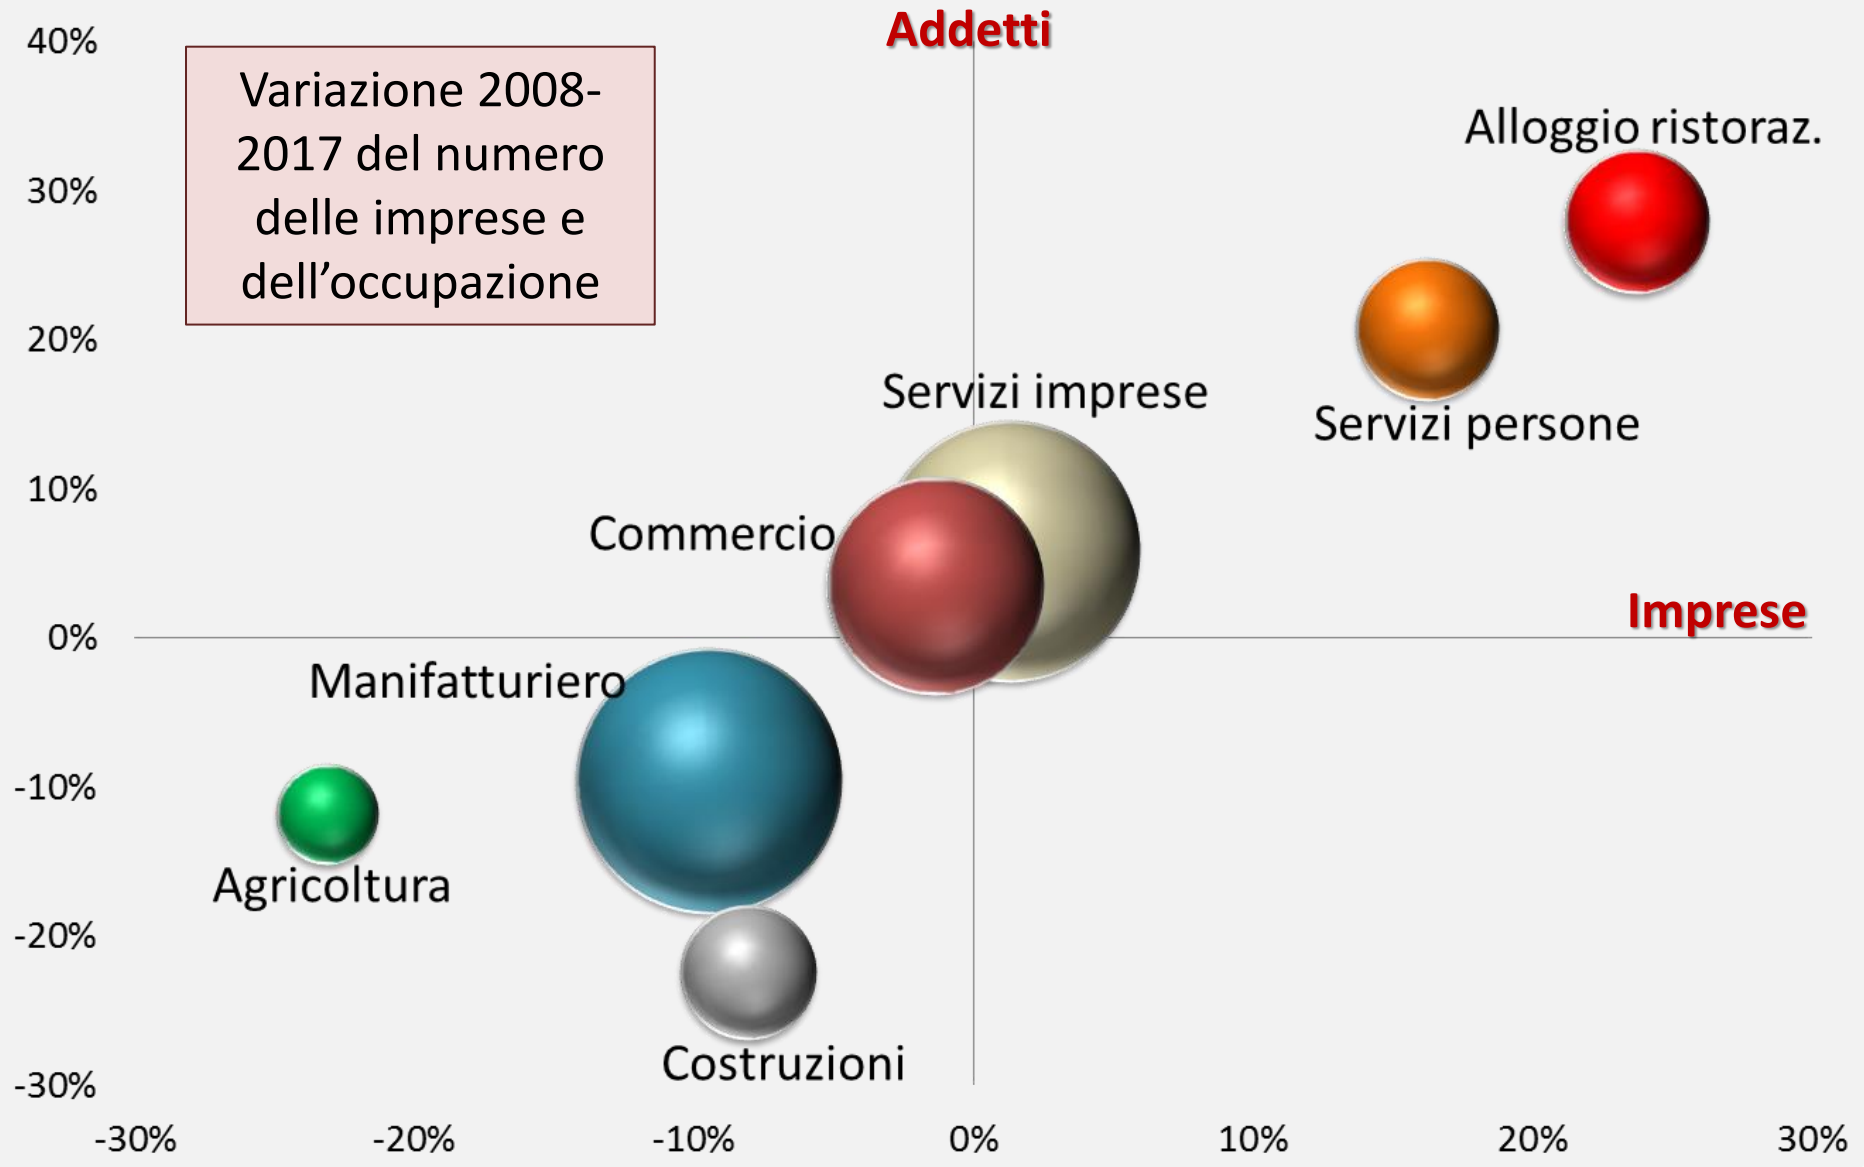 Addetti
40%
Variazione 2008-
2017 del numero
delle imprese e
dell’occupazione
Alloggio ristoraz.
30%
20%
Servizi imprese
Servizi persone
10%
Commercio
Imprese
0%
Manifatturiero
-10%
Agricoltura
-20%
Costruzioni
-30%
-30% -20% -10% 0% 10% 20% 30%